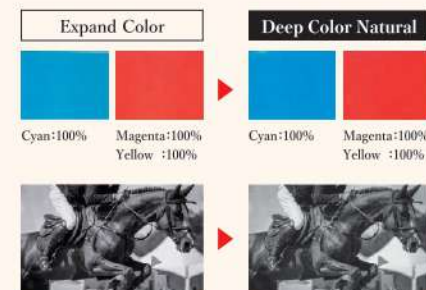 Expand Color
Deep Color Natural
Cyan:100%
Magenta:100%
Yellow :100%
Cyan:100%
Magenta:100%
Yellow :100%